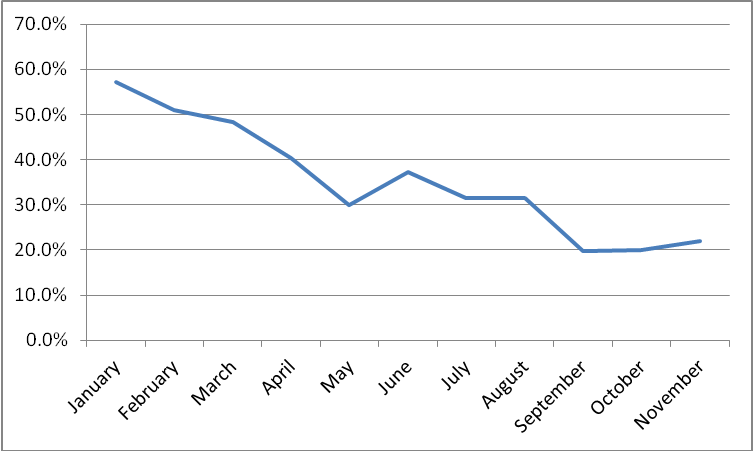 70.0%
60.0%
50.0%
40.0%
30.0%
20.0%
10.0%
0.0%
January
February
March
April
May
June
July
August
September
October
November